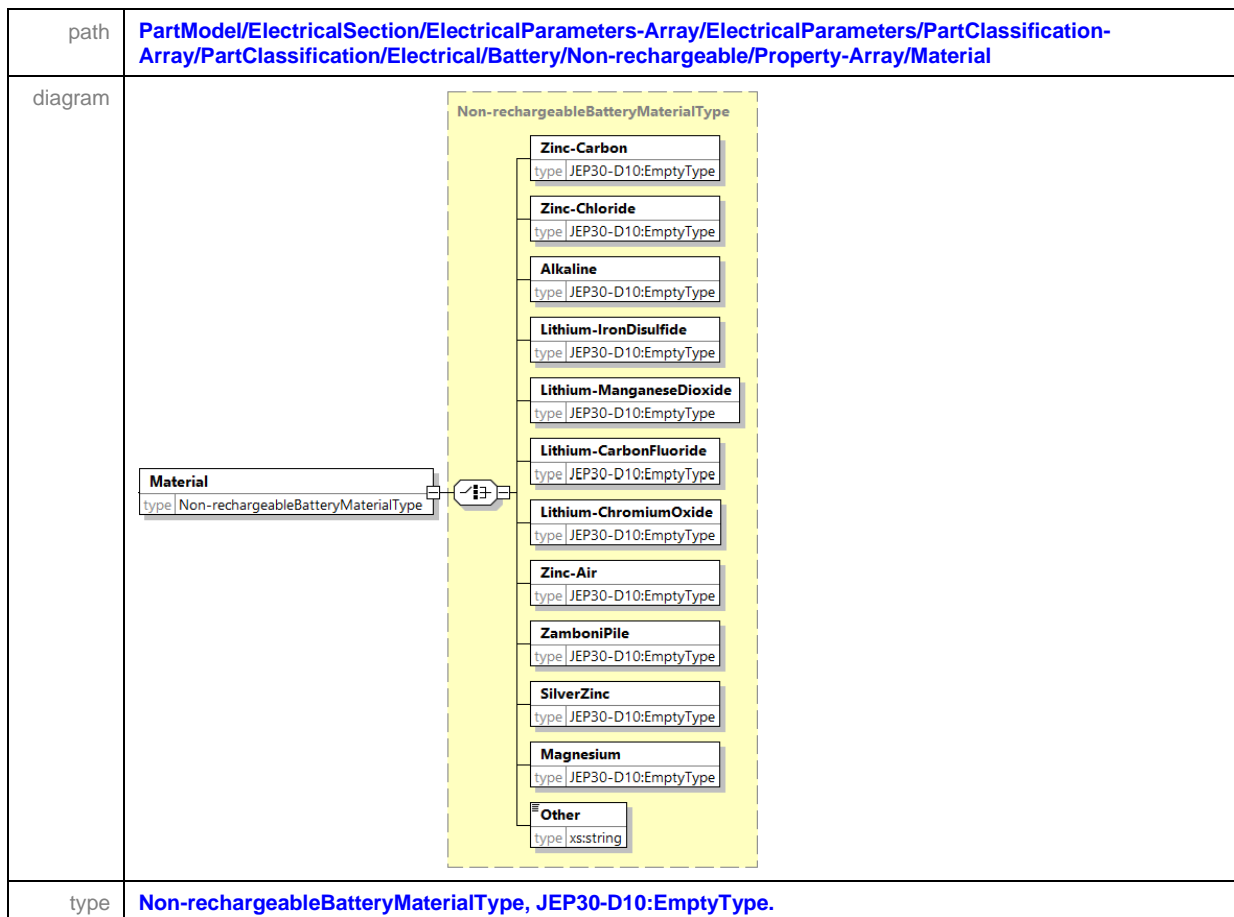 path
PartModel/ElectricalSection/ElectricalParameters-Array/ElectricalParameters/PartClassification-
Array/PartClassification/Electrical/Battery/Non-rechargeable/Property-Array/Material
diagram
Non-rechargeableBatteryMaterialType
Zinc-Carbon
type JEP30-D10:EmptyType
Zinc-Chloride
type JEP30-D10:EmptyType
Alkaline
type JEP30-D10:EmptyType
Lithium-IronDisulfide
type JEP30-D10:EmptyType
Lithium-ManganeseDioxide
type JEP30-D10:EmptyType
Lithium-CarbonFluoride
type JEP30-D10:EmptyType
Material
type Non-rechargeableBatteryMaterialType
Lithium-ChromiumOxide
type JEP30-D10:EmptyType
Zinc-Air
type JEP30-D10:EmptyType
ZamboniPile
type JEP30-D10:EmptyType
SilverZinc
type JEP30-D10:EmptyType
Magnesium
type JEP30-D10:EmptyType
Other
type xs:string
type
Non-rechargeableBatteryMaterialType, JEP30-D10:EmptyType.